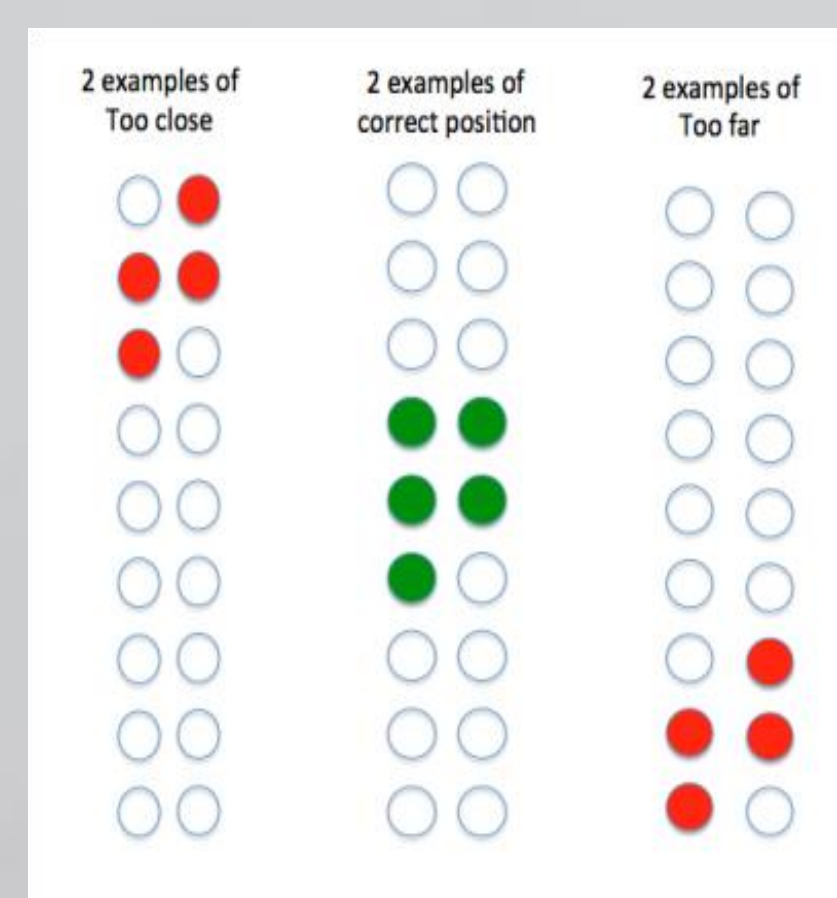 2 examples of
Too close
2 examples of
correct position
2 examples of
Too far